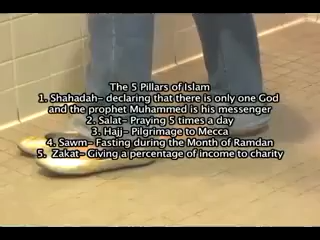 The 5 Pillars of Islam
1. Shahadah- declaring that there is only one God
and the prophet Muhammed is his messenger
2. Salat- Praying 5 times a day
3. Hajj- Pilgrimage to Mecca
4. Sawm- Fasting during the Month of Ramdan
5. Zakat- Giving a percentage of income to charity